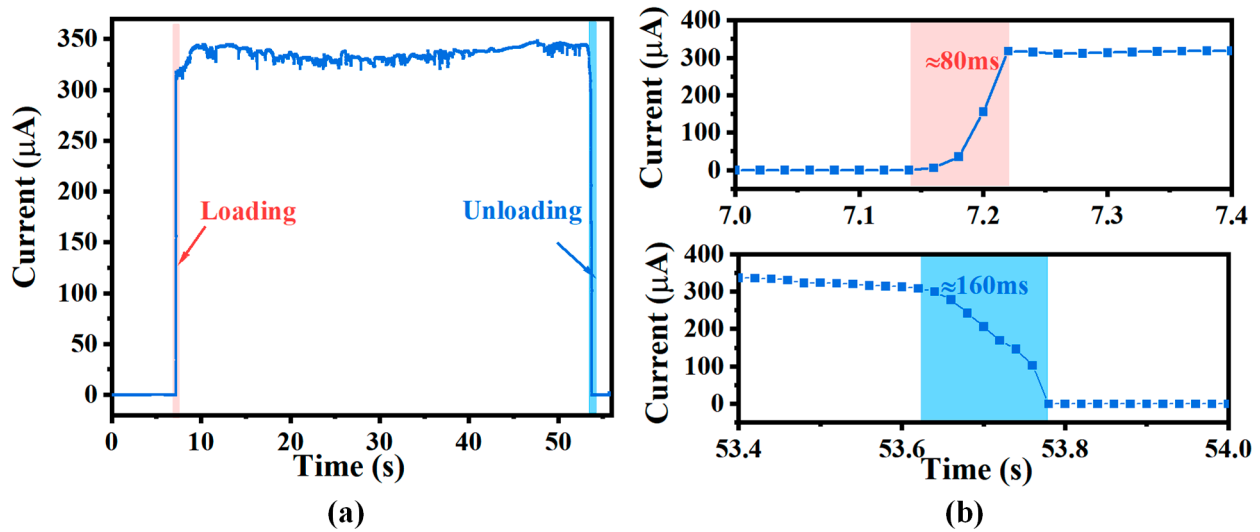 350
300
250
200
150
100
50
0
Current (μA)
Loading
Unloading
0 10 20 30 40 50
Time (s)
(a)
400
300
200
100
0
Current (μA)
≈80ms
7.0 7.1 7.2 7.3 7.4
400
300
200
100
0
Current (μA)
≈160ms
53.4 53.6 53.8 54.0
Time (s)
(b)